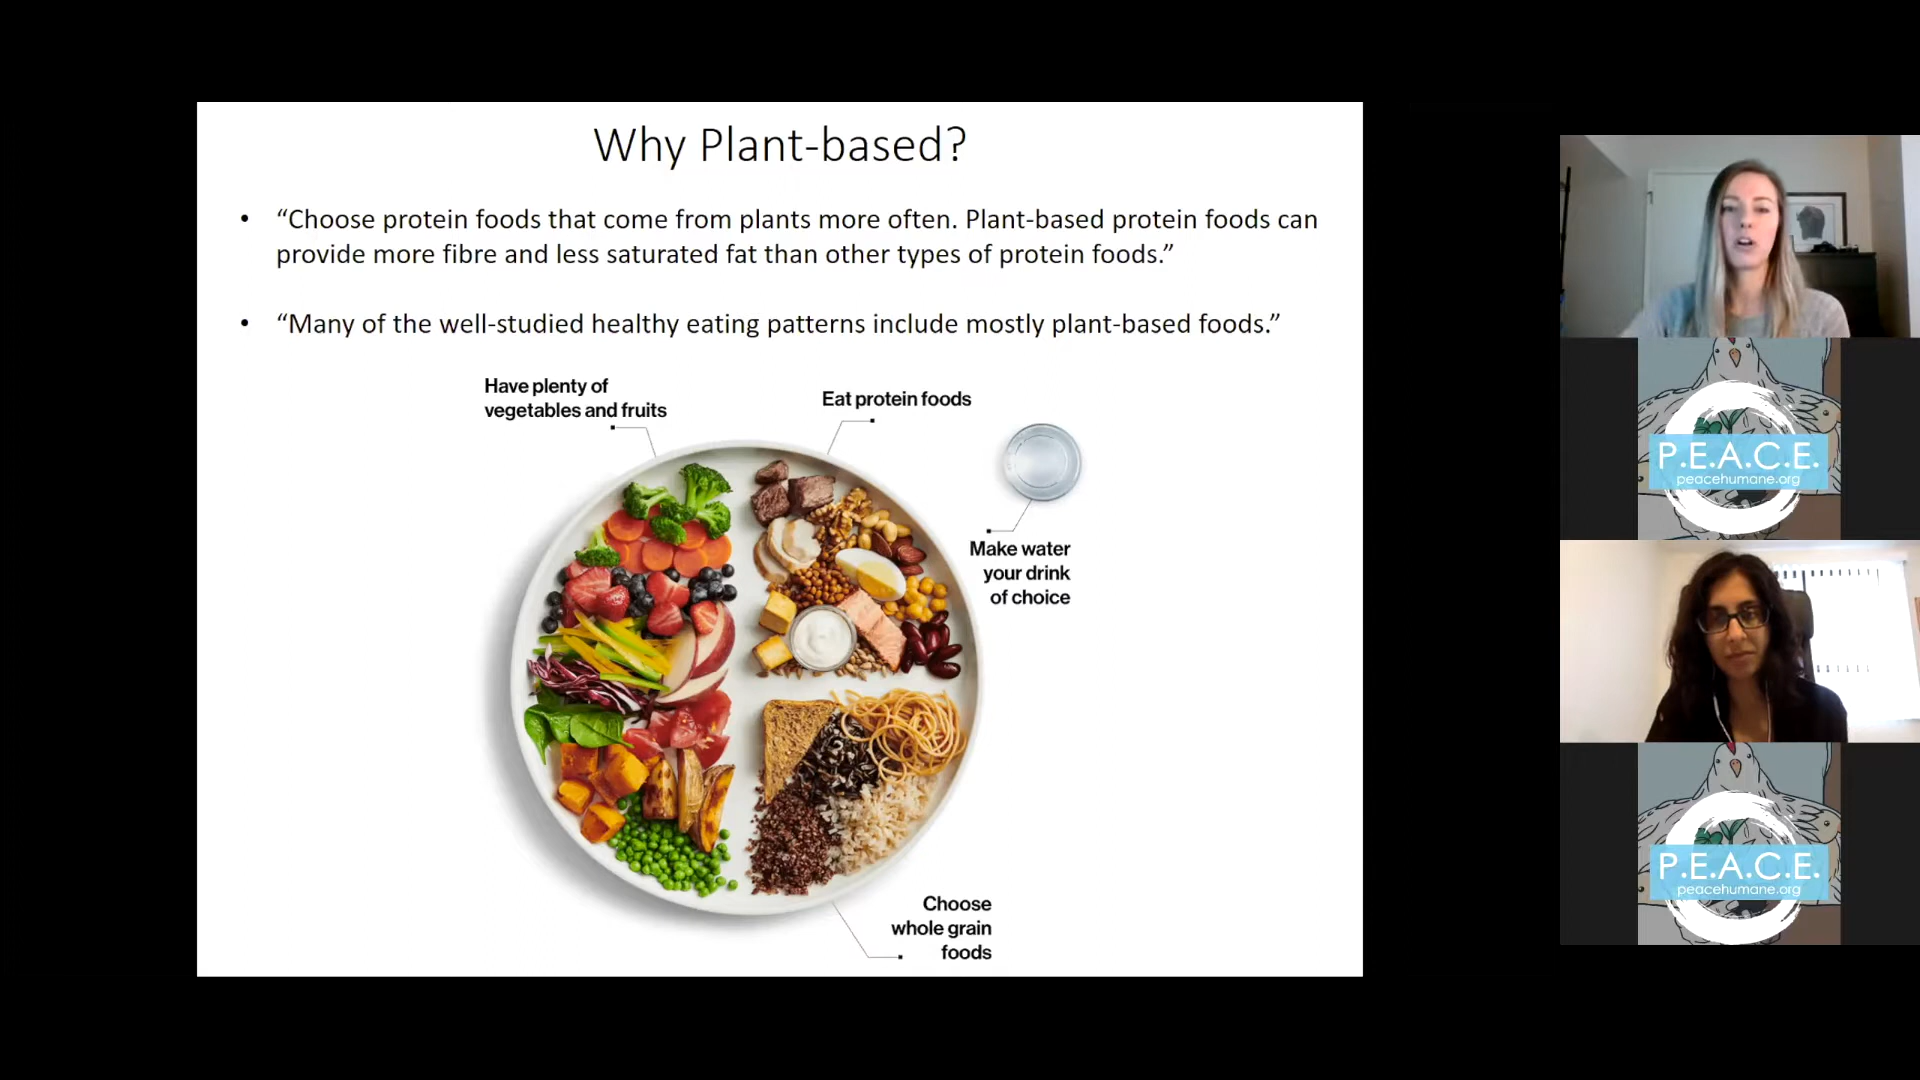 Why Plant-based?
• “Choose protein foods that come from plants more often. Plant-based protein foods can
provide more fibre and less saturated fat than other types of protein foods.”
• “Many of the well-studied healthy eating patterns include mostly plant-based foods.”
Have plenty of
vegetables and fruits
Eat protein foods
Make water
your drink
of choice
Choose
whole grain
foods
P.E.A.C.E.
peacehumane.org
P.E.A.C.E.
peacehumane.org